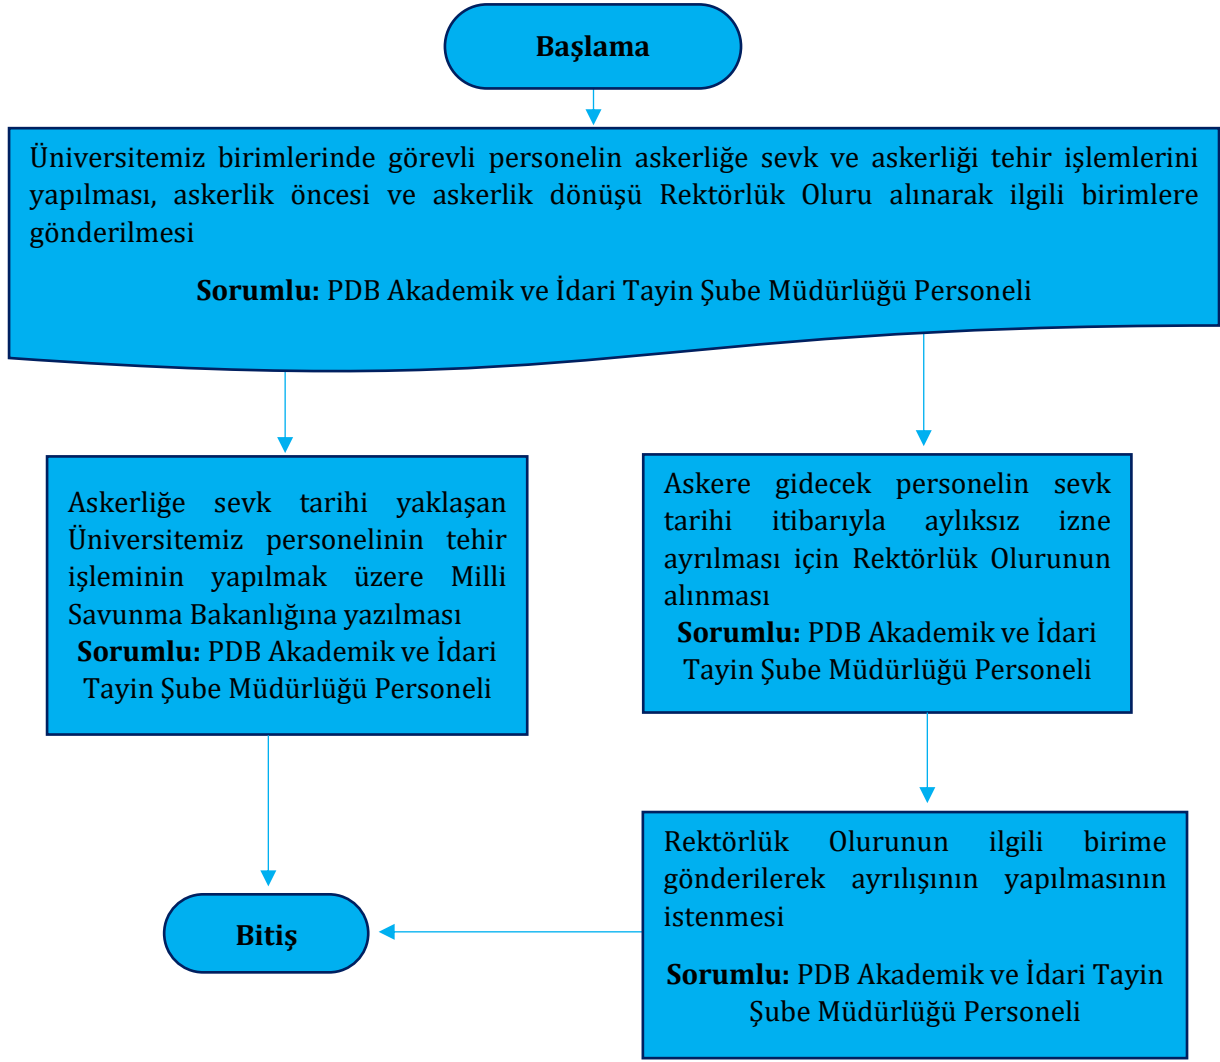 Başlama
Üniversitemiz birimlerinde görevli personelin askerliğe sevk ve askerliği tehir işlemlerini
yapılması, askerlik öncesi ve askerlik dönüşü Rektörlük Oluru alınarak ilgili birimlere
gönderilmesi
Sorumlu: PDB Akademik ve İdari Tayin Şube Müdürlüğü Personeli
Askerliğe sevk tarihi yaklaşan
Üniversitemiz personelinin tehir
işleminin yapılmak üzere Milli
Savunma Bakanlığına yazılması
Sorumlu: PDB Akademik ve İdari
Tayin Şube Müdürlüğü Personeli
Askere gidecek personelin sevk
tarihi itibarıyla aylıksız izne
ayrılması için Rektörlük Olurunun
alınması
Sorumlu: PDB Akademik ve İdari
Tayin Şube Müdürlüğü Personeli
Rektörlük Olurunun ilgili birime
gönderilerek ayrılışının yapılmasının
istenmesi
Sorumlu: PDB Akademik ve İdari Tayin
Şube Müdürlüğü Personeli
Bitiş